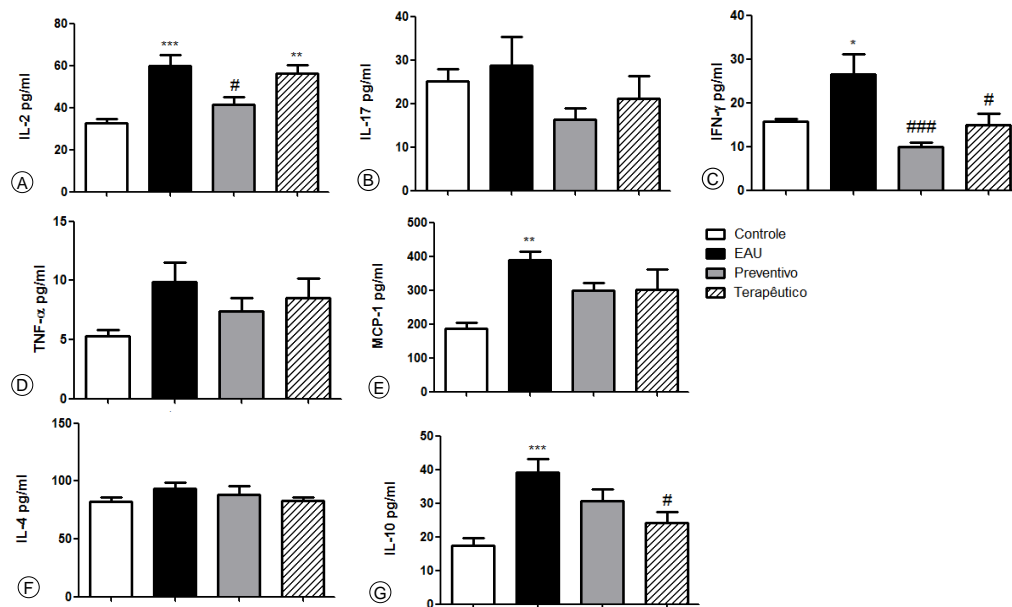 IL-2 pg/ml
80
60
40
20
0
***
#
**
A
IL-17 pg/ml
40
30
20
10
0
B
IFN-γ pg/ml
40
30
20
10
0
*
###
#
C
TNF-α pg/ml
15
10
5
0
D
MCP-1 pg/ml
500
400
300
200
100
0
**
E
Controle
EAU
Preventivo
Terapêutico
IL-4 pg/ml
150
100
50
0
F
IL-10 pg/ml
50
40
30
20
10
0
***
#
G